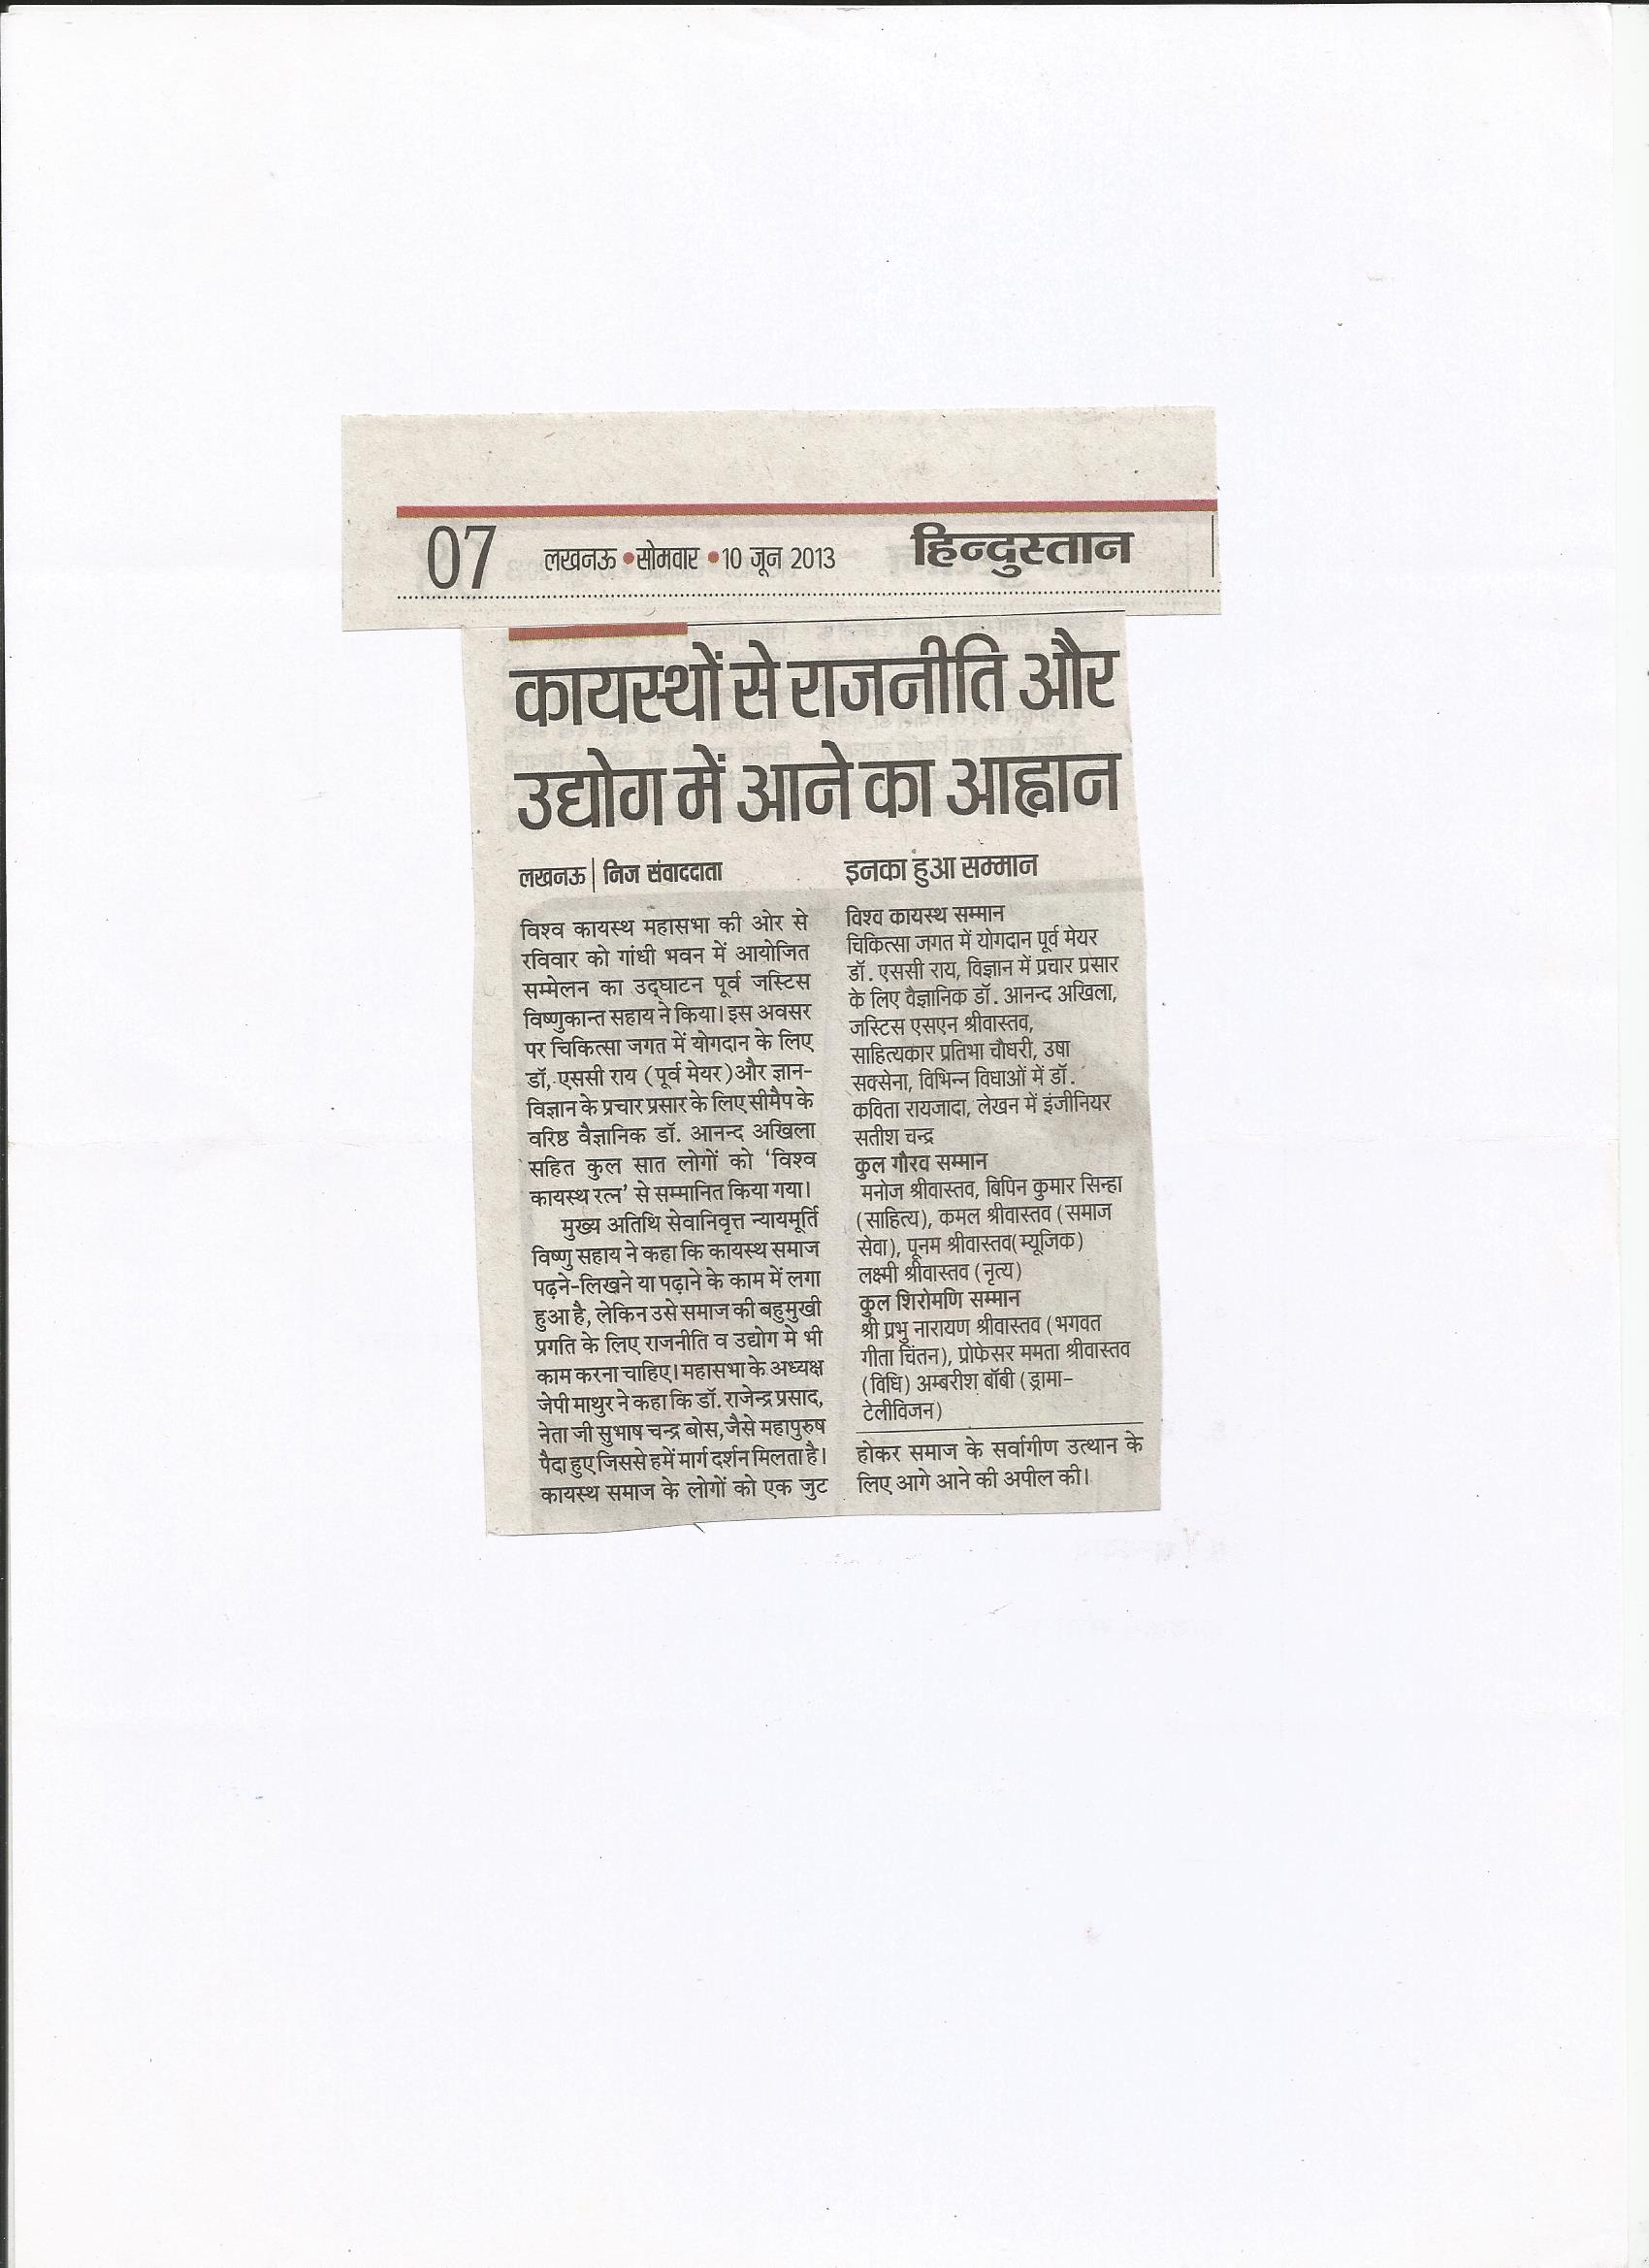 07 लखनऊ •सोमवार •10 जून 2013 हिन्दुस्तान
कायस्थों से राजनीति और
उद्योग में आने का आह्वान
लखनऊ | निज संवाददाता
विश्व कायस्थ महासभा की ओर से
रविवार को गांधी भवन में आयोजित
सम्मेलन का उद्घाटन पूर्व जस्टिस
विष्णुकान्त सहाय ने किया। इस अवसर
पर चिकित्सा जगत में योगदान के लिए
डॉ. एससी राय (पूर्व मेयर)और ज्ञान-
विज्ञान के प्रचार प्रसार के लिए सीमैप के
वरिष्ठ वैज्ञानिक डॉ. आनन्द अखिला
सहित कुल सात लोगों को ‘विश्व
कायस्थ रत्न’ से सम्मानित किया गया।
मुख्य अतिथि सेवानिवृत्त न्यायमूर्ति
विष्णु सहाय ने कहा कि कायस्थ समाज
पढ़ने-लिखने या पढ़ाने के काम में लगा
हुआ है, लेकिन उसे समाज की बहुमुखी
प्रगति के लिए राजनीति व उद्योग मे भी
काम करना चाहिए। महासभा के अध्यक्ष
जेपी माथुर ने कहा कि डॉ. राजेन्द्र प्रसाद,
नेता जी सुभाष चन्द्र बोस,जैसे महापुरुष
पैदा हुए जिससे हमें मार्ग दर्शन मिलता है।
कायस्थ समाज के लोगों को एक जुट
इनका हुआ सम्मान
विश्व कायस्थ सम्मान
चिकित्सा जगत में योगदान पूर्व मेयर
डॉ. एससी राय, विज्ञान में प्रचार प्रसार
के लिए वैज्ञानिक डॉ. आनन्द अखिला,
जस्टिस एसएन श्रीवास्तव,
साहित्यकार प्रतिभा चौधरी, उषा
सक्सेना, विभिन्न विधाओं में डॉ.
कविता रायजादा, लेखन में इंजीनियर
सतीश चन्द्र
कुल गौरव सम्मान
मनोज श्रीवास्तव, बिपिन कुमार सिन्हा
(साहित्य), कमल श्रीवास्तव (समाज
सेवा), पूनम श्रीवास्तव(म्यूजिक)
लक्ष्मी श्रीवास्तव (नृत्य)
कुल शिरोमणि सम्मान
श्री प्रभु नारायण श्रीवास्तव (भगवत
गीता चिंतन), प्रोफेसर ममता श्रीवास्तव
(विधि) अम्बरीश बॉबी (ड्रामा-
टेलीविजन)
होकर समाज के सर्वागीण उत्थान के
लिए आगे आने की अपील की।